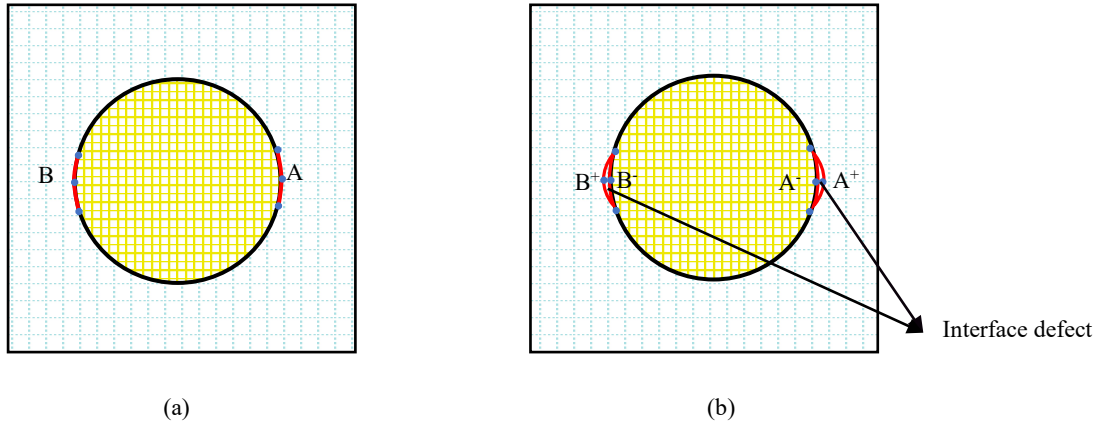 B A
B⁺ B⁻ A⁻ A⁺
Interface defect
(a) (b)